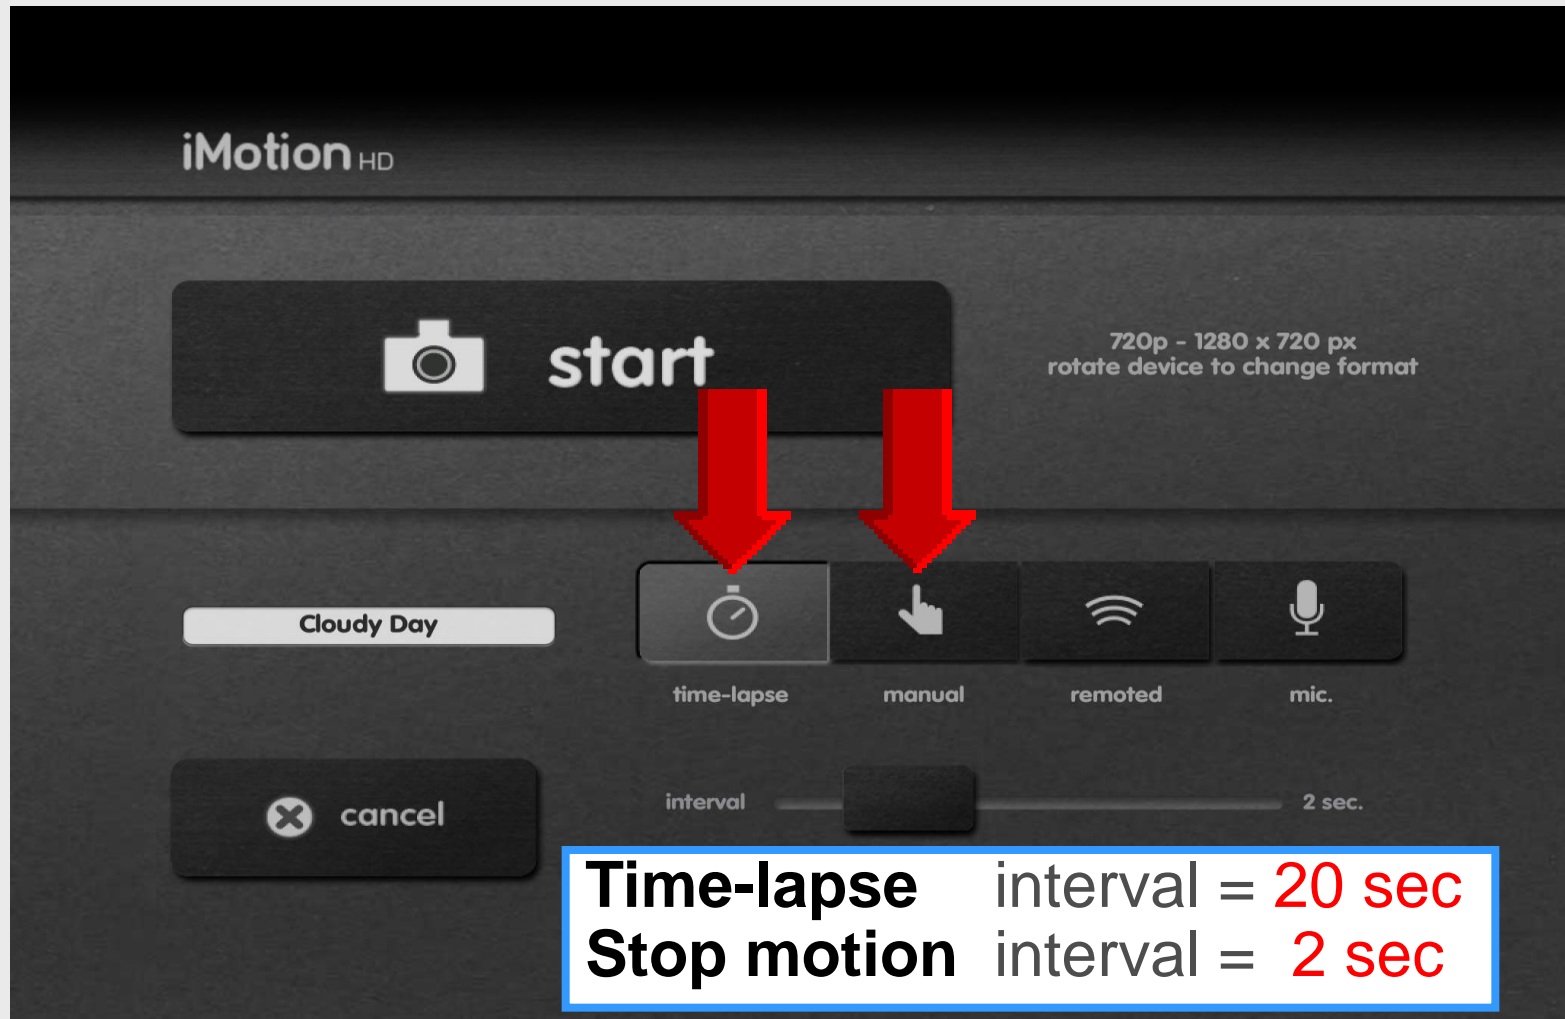 iMotion HD
start
720p - 1280 x 720 px
rotate device to change format
Cloudy Day
time-lapse manual remoted mic.
cancel
interval 2 sec.
Time-lapse interval = 20 sec
Stop motion interval = 2 sec